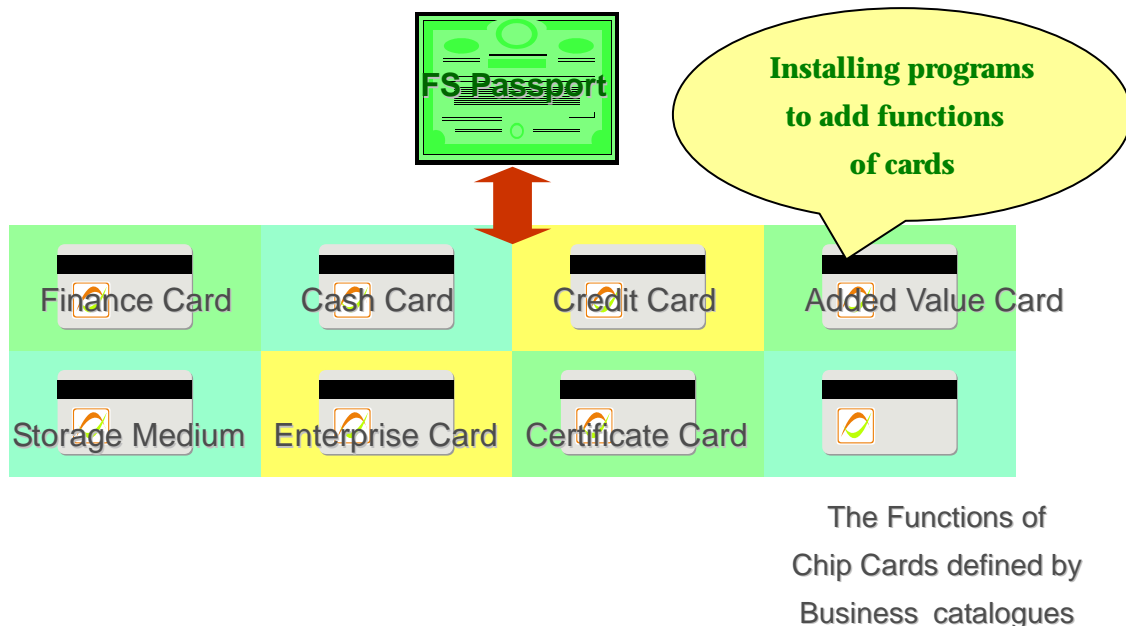 FS Passport
Installing programs
to add functions
of cards
Finance Card
Cash Card
Credit Card
Added Value Card
Storage Medium
Enterprise Card
Certificate Card
The Functions of
Chip Cards defined by
Business catalogues